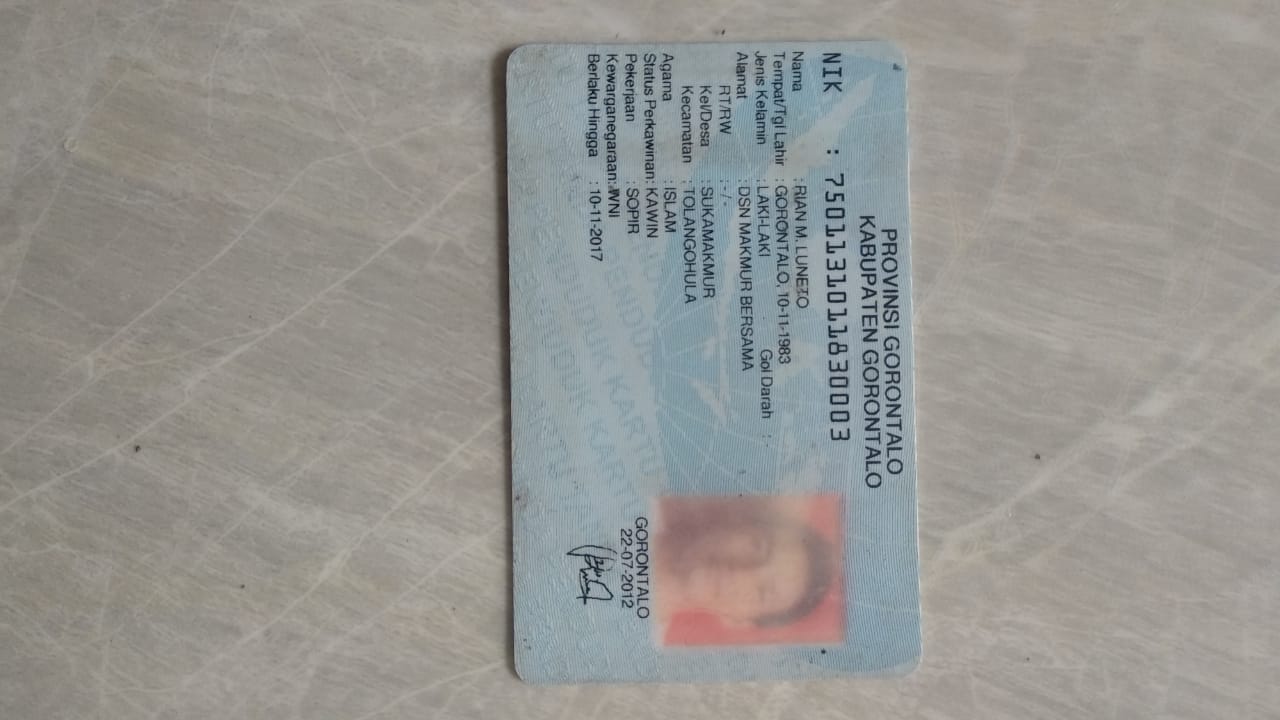 PROVINSI GORONTALO
KABUPATEN GORONTALO
NIK : 7501131011830003
Nama : RIAN M. LUNETO
Tempat/Tgl Lahir : GORONTALO, 10-11-1983
Jenis Kelamin : LAKI-LAKI Gol Darah : -
Alamat : DSN MAKMUR BERSAMA
RT/RW : -/-
Kel/Desa : SUKAMAKMUR
Kecamatan : TOLANGOHULA
Agama : ISLAM
Status Perkawinan: KAWIN
Pekerjaan : SOPIR
Kewarganegaraan: WNI
Berlaku Hingga : 10-11-2017
GORONTALO
22-07-2012